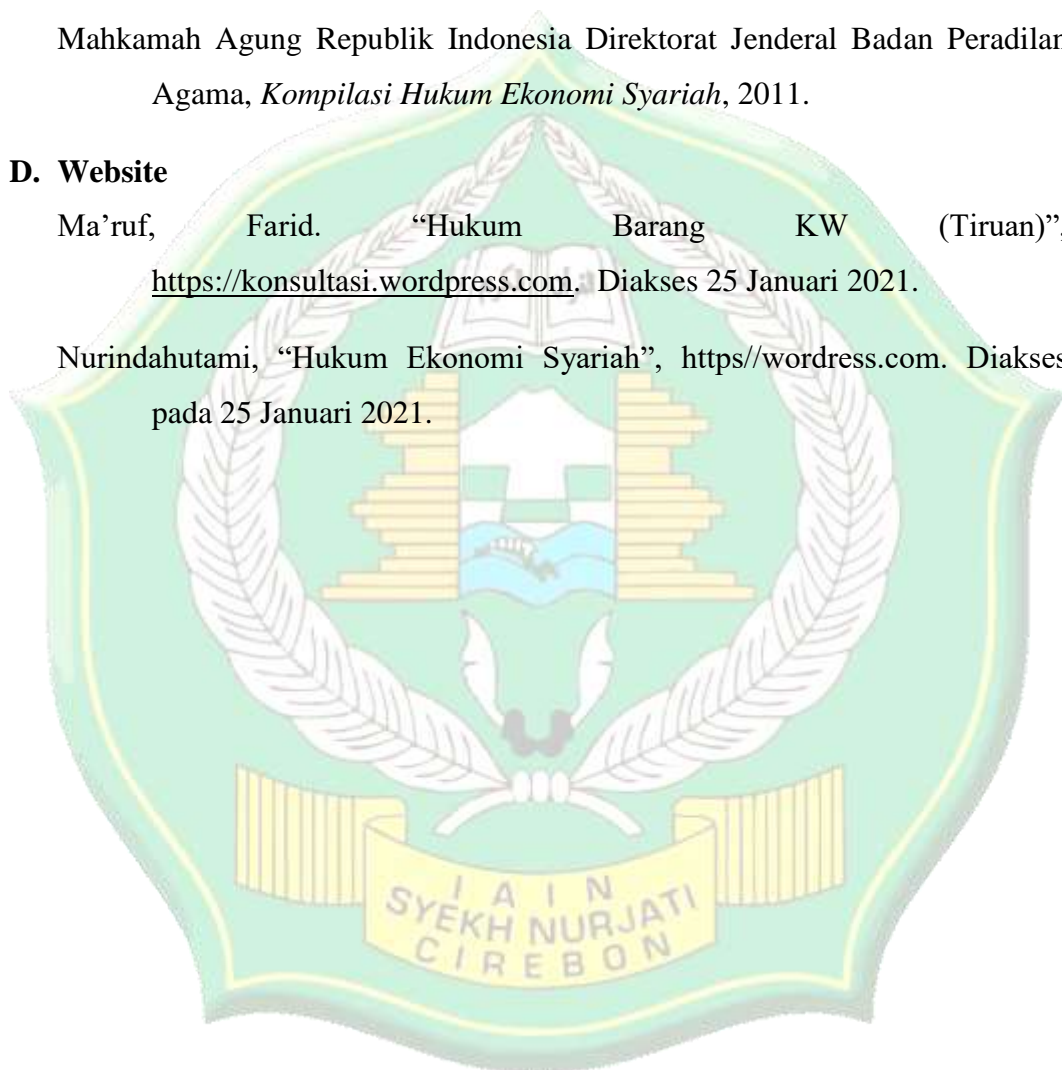 Mahkamah Agung Republik Indonesia Direktorat Jenderal Badan Peradilan
Agama, Kompilasi Hukum Ekonomi Syariah, 2011.
D. Website
Ma’ruf, Farid. “Hukum Barang KW (Tiruan)”,
https://konsultasi.wordpress.com. Diakses 25 Januari 2021.
Nurindahutami, “Hukum Ekonomi Syariah”, https//wordress.com. Diakses
pada 25 Januari 2021.
IAIN
SYEKH NURJATI
CIREBON